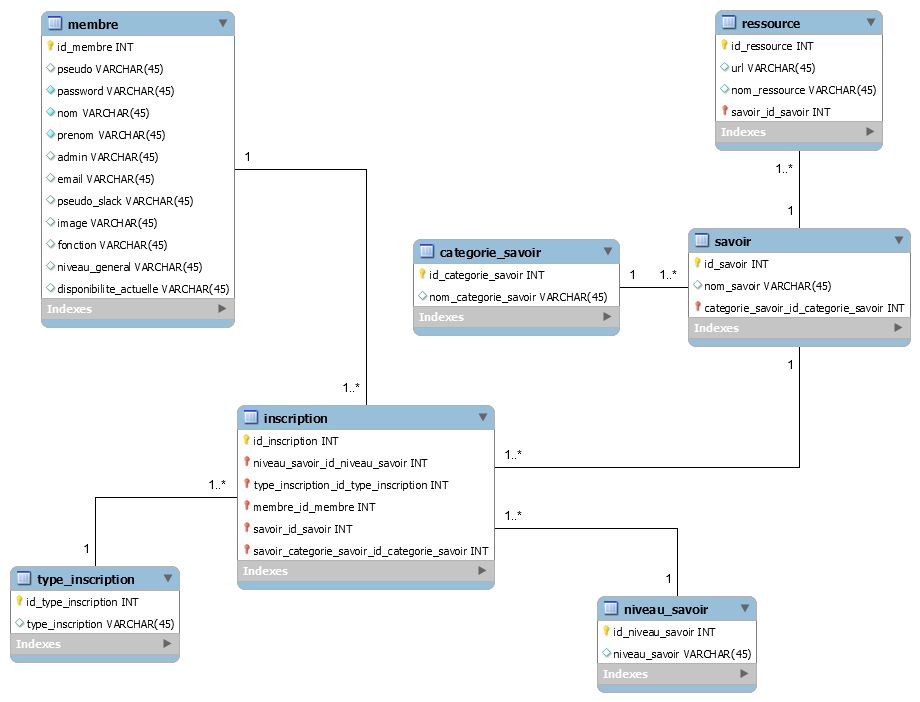 membre
id_membre INT
pseudo VARCHAR(45)
password VARCHAR(45)
nom VARCHAR(45)
prenom VARCHAR(45)
admin VARCHAR(45)
email VARCHAR(45)
pseudo_slack VARCHAR(45)
image VARCHAR(45)
fonction VARCHAR(45)
niveau_general VARCHAR(45)
disponibilite_actuelle VARCHAR(45)
Indexes
1
1..*
ressource
id_ressource INT
url VARCHAR(45)
nom_ressource VARCHAR(45)
savoir_id_savoir INT
Indexes
1..*
1
categorie_savoir
id_categorie_savoir INT
nom_categorie_savoir VARCHAR(45)
Indexes
1
1..*
savoir
id_savoir INT
nom_savoir VARCHAR(45)
categorie_savoir_id_categorie_savoir INT
Indexes
1
1..*
inscription
id_inscription INT
niveau_savoir_id_niveau_savoir INT
type_inscription_id_type_inscription INT
membre_id_membre INT
savoir_id_savoir INT
savoir_categorie_savoir_id_categorie_savoir INT
Indexes
1..*
1
1..*
1
type_inscription
id_type_inscription INT
type_inscription VARCHAR(45)
Indexes
niveau_savoir
id_niveau_savoir INT
niveau_savoir VARCHAR(45)
Indexes